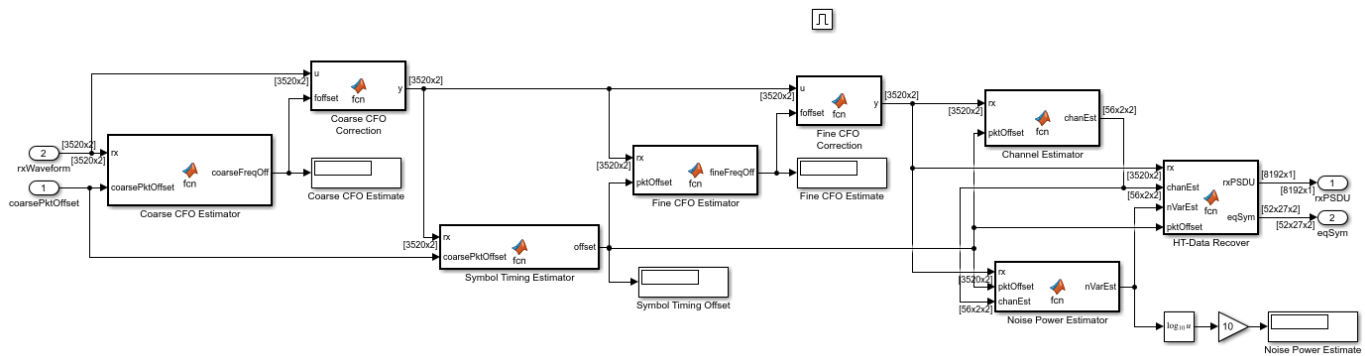 [3520x2]
2
rxWaveform
1
coarsePktOffset
[3520x2]
rx
coarsePktOffset
fcn
coarseFreqOff
Coarse CFO Estimator
[3520x2]
u
foffset
fcn
y
[3520x2]
Coarse CFO
Correction
Coarse CFO Estimate
[3520x2]
rx
coarsePktOffset
fcn
offset
Symbol Timing Estimator
Symbol Timing Offset
[3520x2]
rx
pktOffset
fcn
fineFreqOff
Fine CFO Estimator
[3520x2]
u
foffset
fcn
y
[3520x2]
Fine CFO
Correction
Fine CFO Estimate
[3520x2]
rx
pktOffset
fcn
chanEst
[56x2x2]
Channel Estimator
[3520x2]
rx
pktOffset
chanEst
[56x2x2]
fcn
nVarEst
Noise Power Estimator
[3520x2]
rx
chanEst
[56x2x2]
nVarEst
pktOffset
fcn
rxPSDU
eqSym
HT-Data Recover
[8192x1]
[8192x1]
1
rxPSDU
[52x27x2]
[52x27x2]
2
eqSym
log10 u
10
Noise Power Estimate